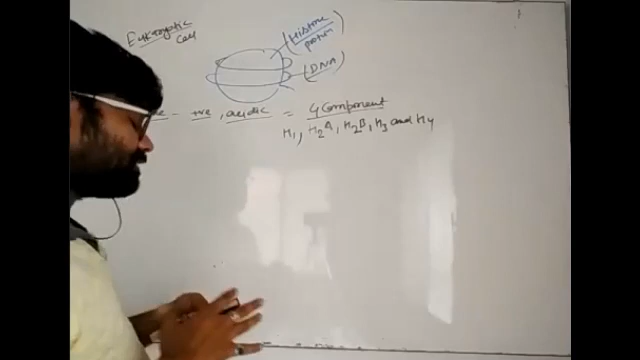 Eukaryotic
cell
(Histone
protein)
(DNA)
- ve, acidic = 4 Component
H1, H2A, H2B, H3 and H4